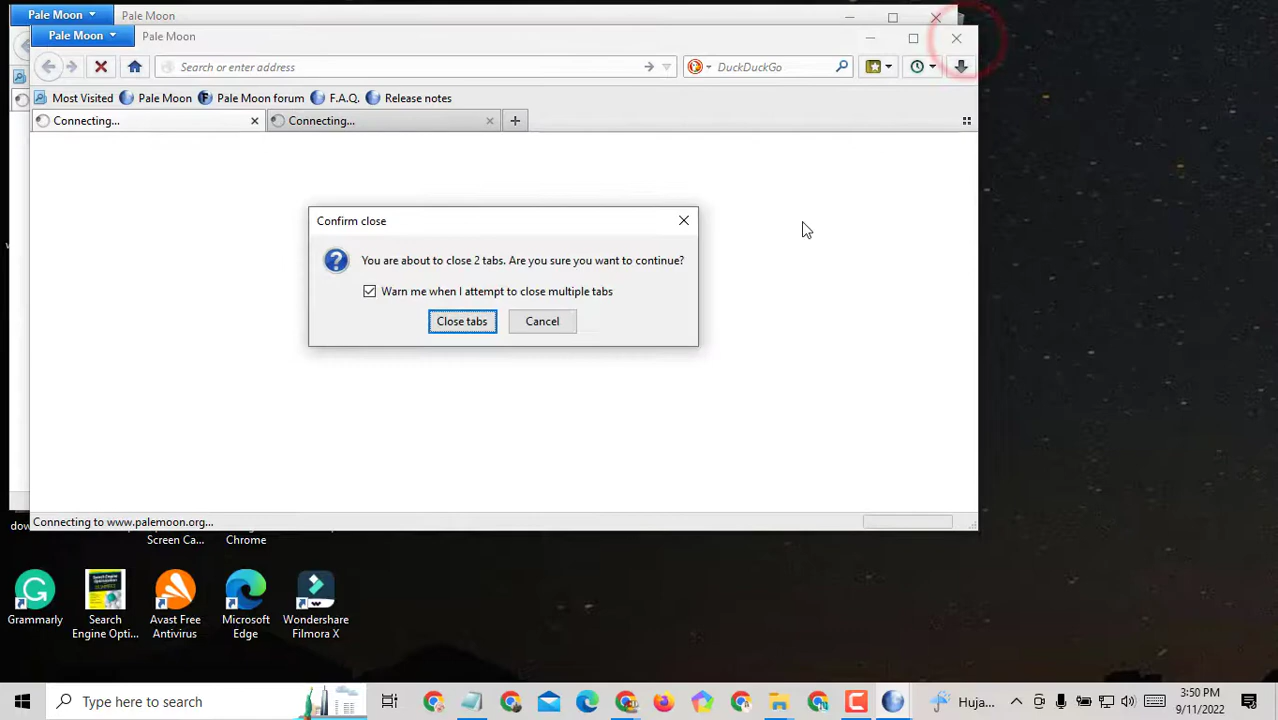 Pale Moon Pale Moon
Pale Moon Pale Moon
Search or enter address DuckDuckGo
Most Visited Pale Moon Pale Moon forum F.A.Q. Release notes
Connecting... Connecting...
Confirm close
You are about to close 2 tabs. Are you sure you want to continue?
Warn me when I attempt to close multiple tabs
Close tabs Cancel
Connecting to www.palemoon.org...
dow
Screen Ca... Chrome
Grammarly Search Engine Opti... Avast Free Antivirus Microsoft Edge Wondershare Filmora X
Type here to search Huja... 3:50 PM
9/11/2022